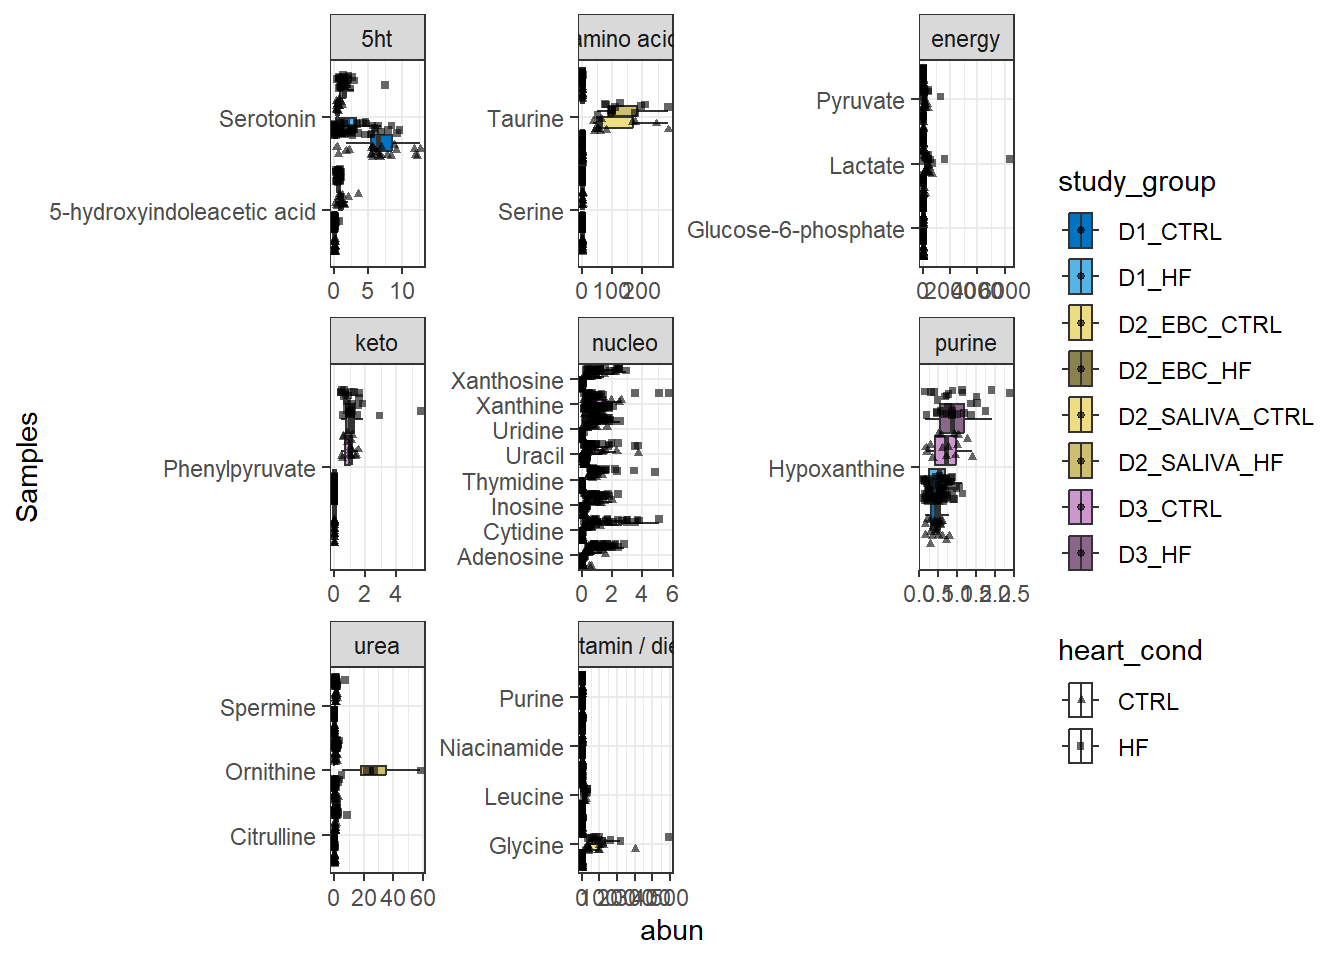 5ht
amino acid
energy
Serotonin
5-hydroxyindoleacetic acid
0 5 10
Taurine
Serine
0 100 200
Pyruvate
Lactate
Glucose-6-phosphate
keto
nucleo
purine
Phenylpyruvate
0 2 4
Xanthosine
Xanthine
Uridine
Uracil
Thymidine
Inosine
Cytidine
Adenosine
0 2 4 6
Hypoxanthine
urea
tamin / die
Spermine
Ornithine
Citrulline
0 20 40 60
Purine
Niacinamide
Leucine
Glycine
Samples
abun
study_group
D1_CTRL
D1_HF
D2_EBC_CTRL
D2_EBC_HF
D2_SALIVA_CTRL
D2_SALIVA_HF
D3_CTRL
D3_HF
heart_cond
CTRL
HF